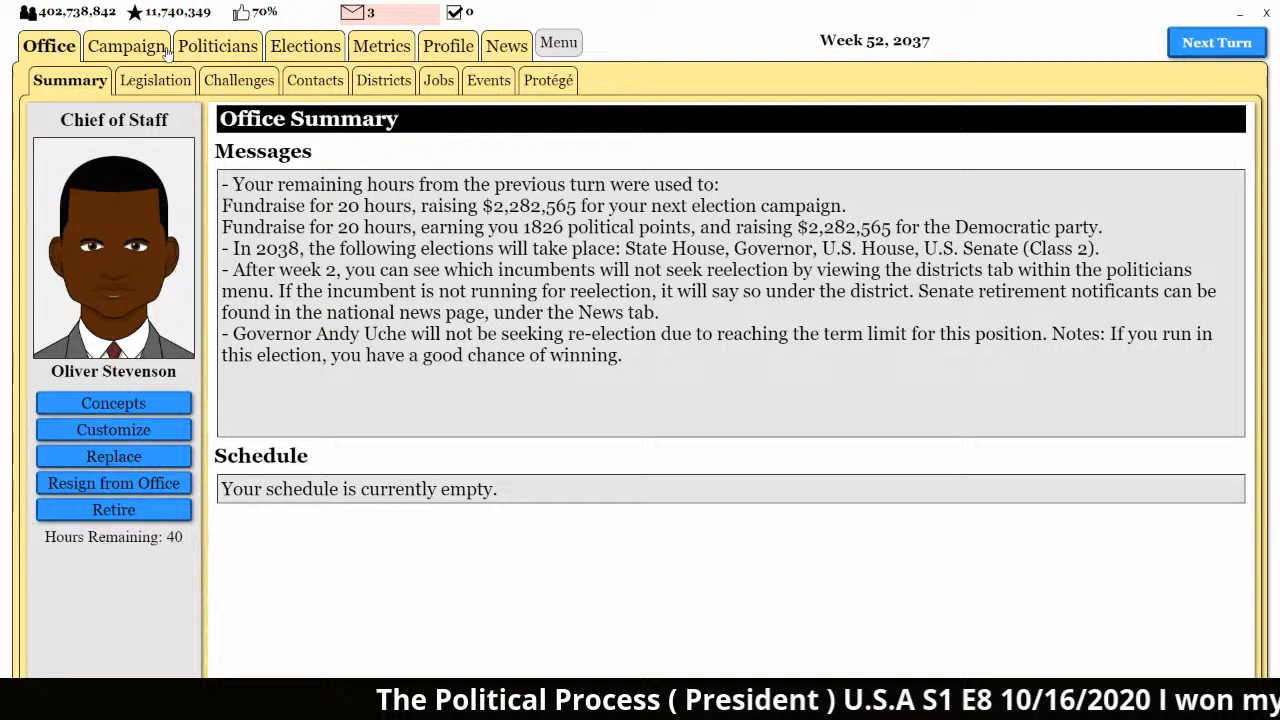 402,738,842 11,740,349 70% 3 0
_ X
Office Campaign Politicians Elections Metrics Profile News Menu Week 52, 2037 Next Turn
Summary Legislation Challenges Contacts Districts Jobs Events Protégé
Chief of Staff
Oliver Stevenson
Concepts
Customize
Replace
Resign from Office
Retire
Hours Remaining: 40
Office Summary
Messages
- Your remaining hours from the previous turn were used to:
Fundraise for 20 hours, raising $2,282,565 for your next election campaign.
Fundraise for 20 hours, earning you 1826 political points, and raising $2,282,565 for the Democratic party.
- In 2038, the following elections will take place: State House, Governor, U.S. House, U.S. Senate (Class 2).
- After week 2, you can see which incumbents will not seek reelection by viewing the districts tab within the politicians
menu. If the incumbent is not running for reelection, it will say so under the district. Senate retirement notificants can be
found in the national news page, under the News tab.
- Governor Andy Uche will not be seeking re-election due to reaching the term limit for this position. Notes: If you run in
this election, you have a good chance of winning.
Schedule
Your schedule is currently empty.
The Political Process ( President ) U.S.A S1 E8 10/16/2020 I won my